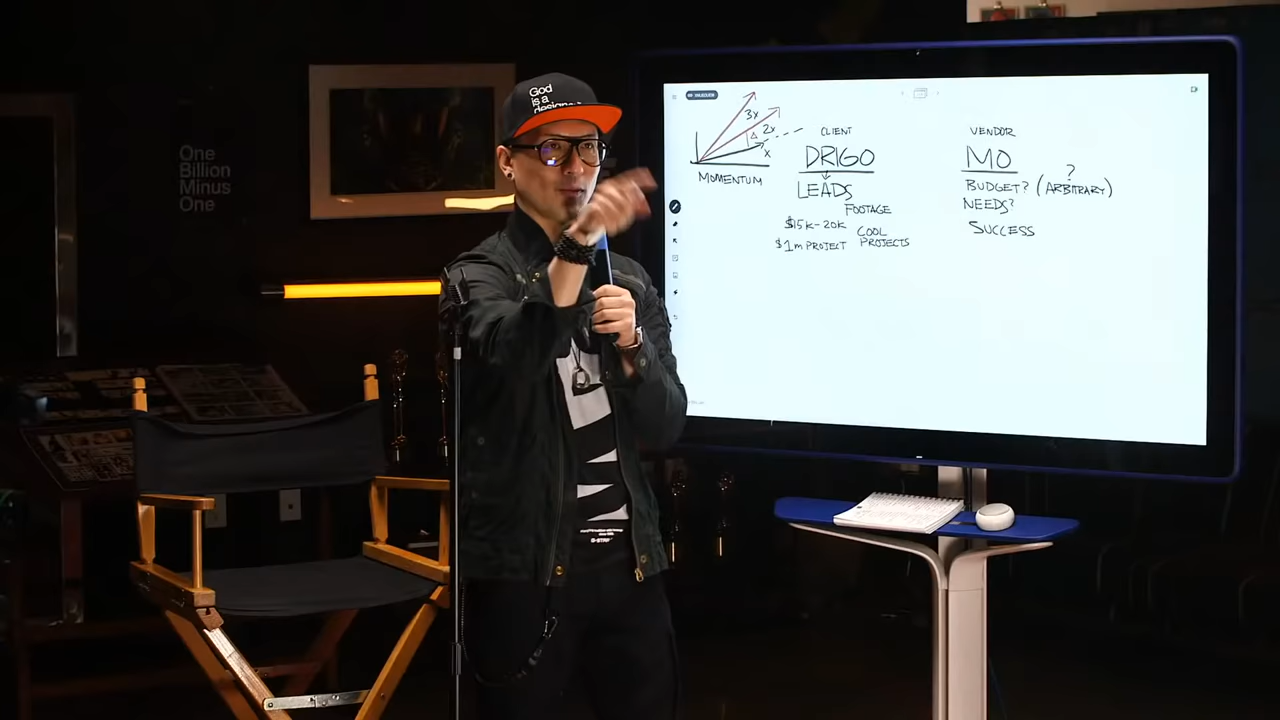 God
is a
designer
One
Billion
Minus
One
3x
2x
x
MOMENTUM
CLIENT
DRIGO
LEADS
FOOTAGE
$15K-20K
COOL
PROJECTS
$1M PROJECT
VENDOR
MO
?
BUDGET? (ARBITRARY)
NEEDS?
SUCCESS